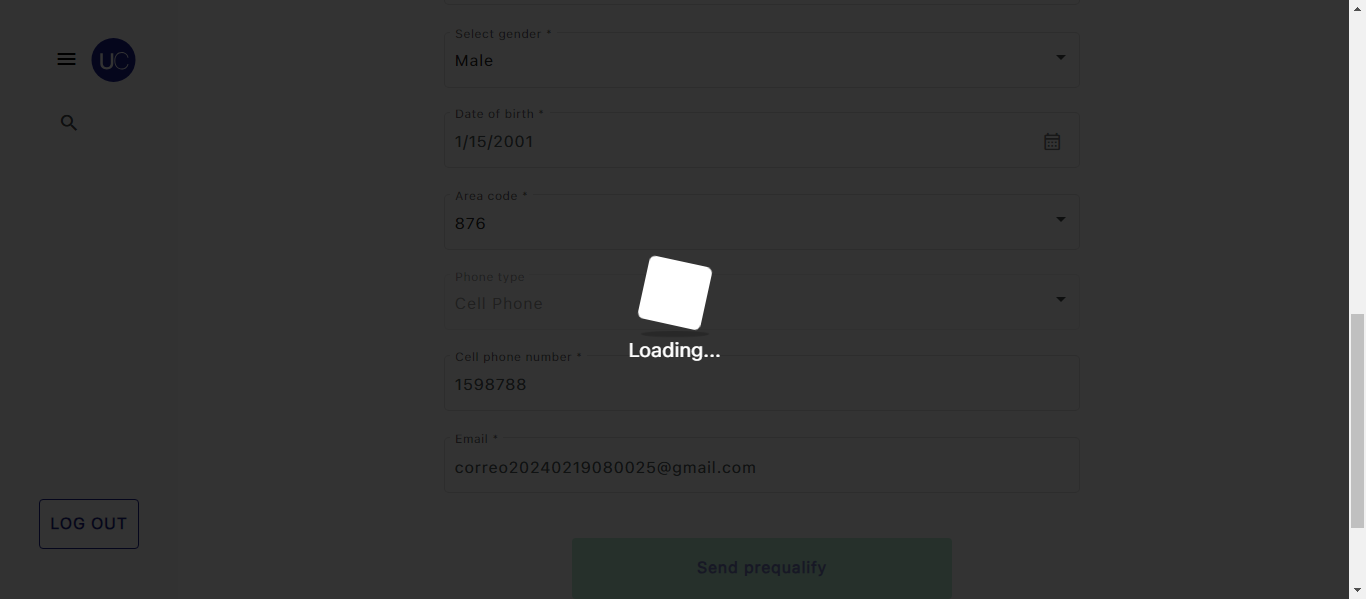 UC
Select gender *
Male
Date of birth *
1/15/2001
Area code *
876
Phone type
Cell Phone
Loading...
Cell phone number *
1598788
Email *
correo20240219080025@gmail.com
LOG OUT
Send prequalify